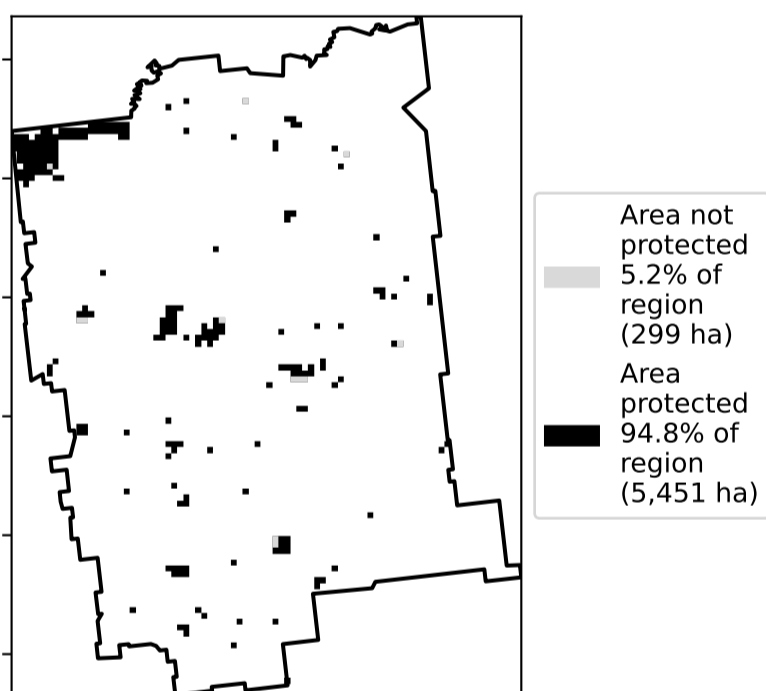 Area not
protected
5.2% of
region
(299 ha)
Area
protected
94.8% of
region
(5,451 ha)